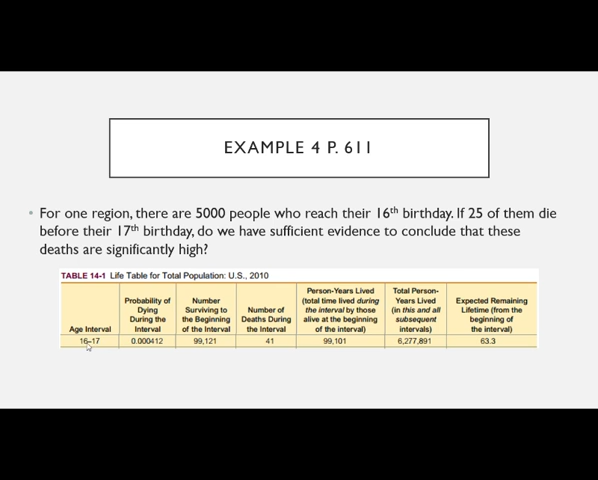 EXAMPLE 4 P. 611
• For one region, there are 5000 people who reach their 16th birthday. If 25 of them die
before their 17th birthday, do we have sufficient evidence to conclude that these
deaths are significantly high?
TABLE 14-1 Life Table for Total Population: U.S., 2010
Age Interval
Probability of
Dying
During the
Interval
Number
Surviving to
the Beginning
of the Interval
Number of
Deaths During
the Interval
Person-Years Lived
(total time lived during
the interval by those
alive at the beginning
of the interval)
Total Person-
Years Lived
(in this and all
subsequent
intervals)
Expected Remaining
Lifetime (from the
beginning of
the interval)
16–17 0.000412 99,121 41 99,101 6,277,891 63.3